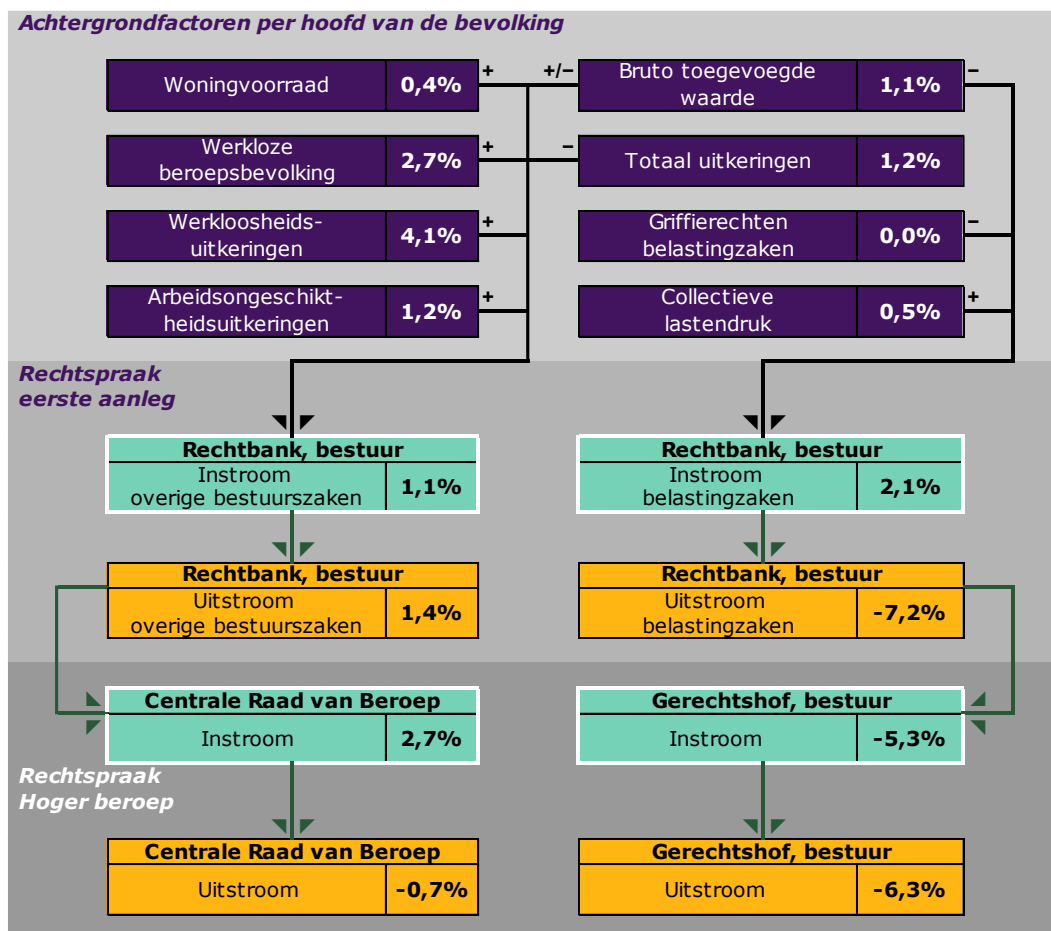 Achtergrondfactoren per hoofd van de bevolking
Woningvoorraad 0,4% +
+/− Bruto toegevoegde
waarde 1,1% −
Werkloze
beroepsbevolking 2,7% +
− Totaal uitkeringen 1,2%
Werkloosheids-
uitkeringen 4,1% +
Griffierechten
belastingzaken 0,0% −
Arbeidsongeschikt-
heidsuitkeringen 1,2% +
Collectieve
lastendruk 0,5% +
Rechtspraak
eerste aanleg
Rechtbank, bestuur
Instroom
overige bestuurszaken 1,1%
Rechtbank, bestuur
Instroom
belastingzaken 2,1%
Rechtbank, bestuur
Uitstroom
overige bestuurszaken 1,4%
Rechtbank, bestuur
Uitstroom
belastingzaken -7,2%
Centrale Raad van Beroep
Instroom 2,7%
Gerechtshof, bestuur
Instroom -5,3%
Rechtspraak
Hoger beroep
Centrale Raad van Beroep
Uitstroom -0,7%
Gerechtshof, bestuur
Uitstroom -6,3%